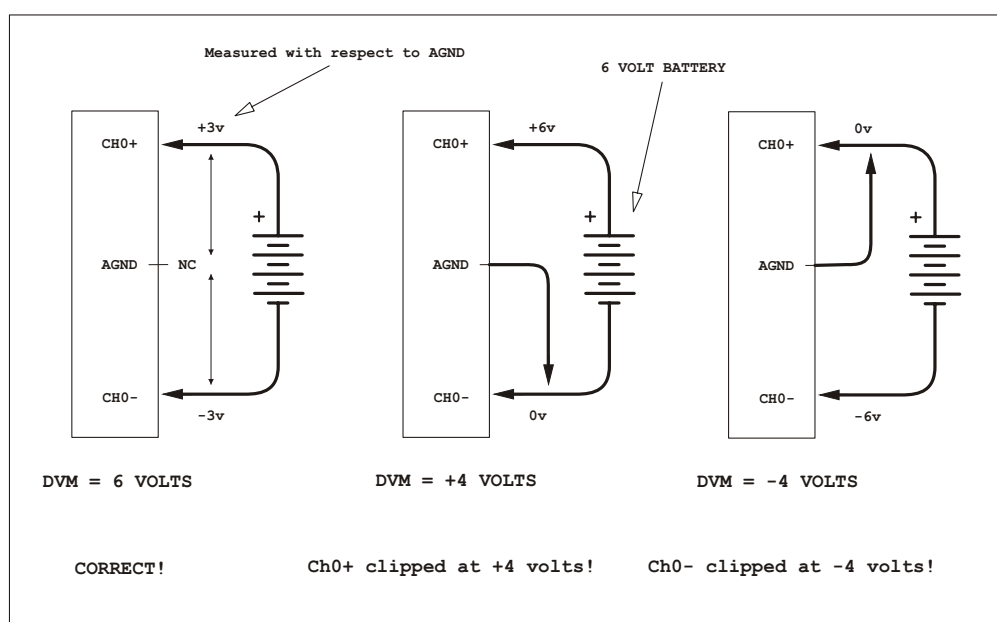 Measured with respect to AGND
6 VOLT BATTERY
+3v
CH0+
+
AGND
NC
CH0-
-3v
+6v
CH0+
+
AGND
CH0-
0v
0v
CH0+
+
AGND
CH0-
-6v
DVM = 6 VOLTS
DVM = +4 VOLTS
DVM = -4 VOLTS
CORRECT!
Ch0+ clipped at +4 volts!
Ch0- clipped at -4 volts!